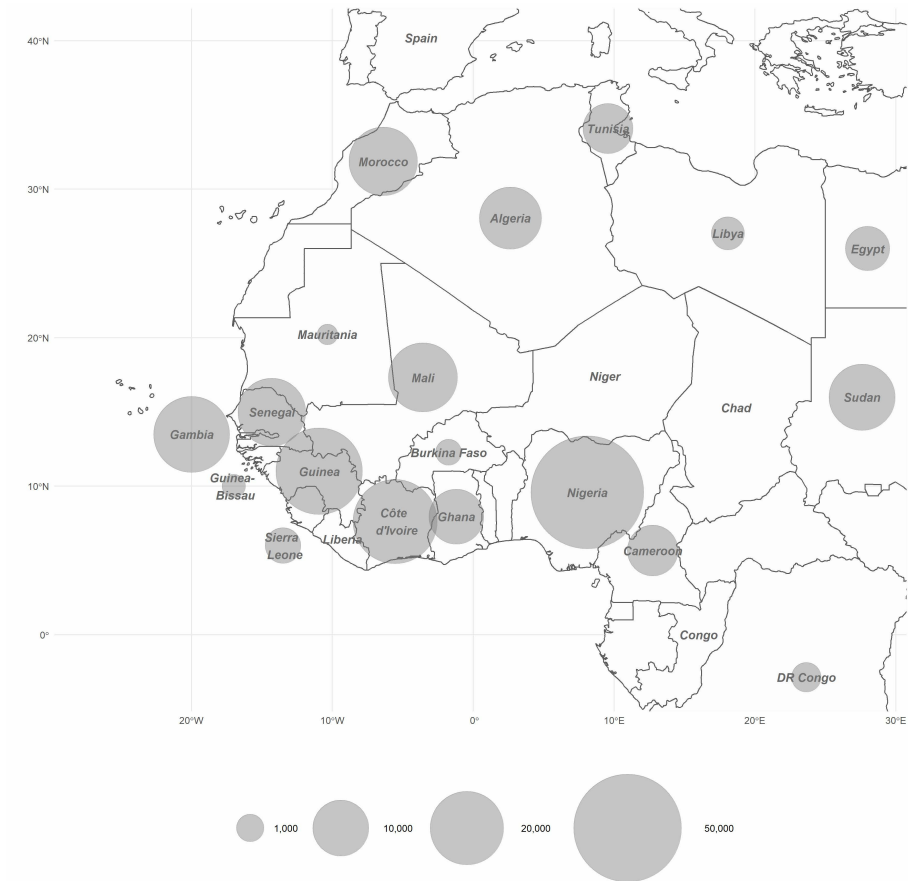 40°N
Spain
Tunisia
Morocco
30°N
Algeria
Libya
Egypt
20°N
Mauritania
Niger
Mali
Sudan
Chad
Senegal
Gambia
Burkina Faso
Guinea
10°N
Guinea-
Bissau
Nigeria
Côte
d'Ivoire
Ghana
Sierra
Leone
Liberia
Cameroon
0°
Congo
DR Congo
20°W
10°W
0°
10°E
20°E
30°E
1,000
10,000
20,000
50,000